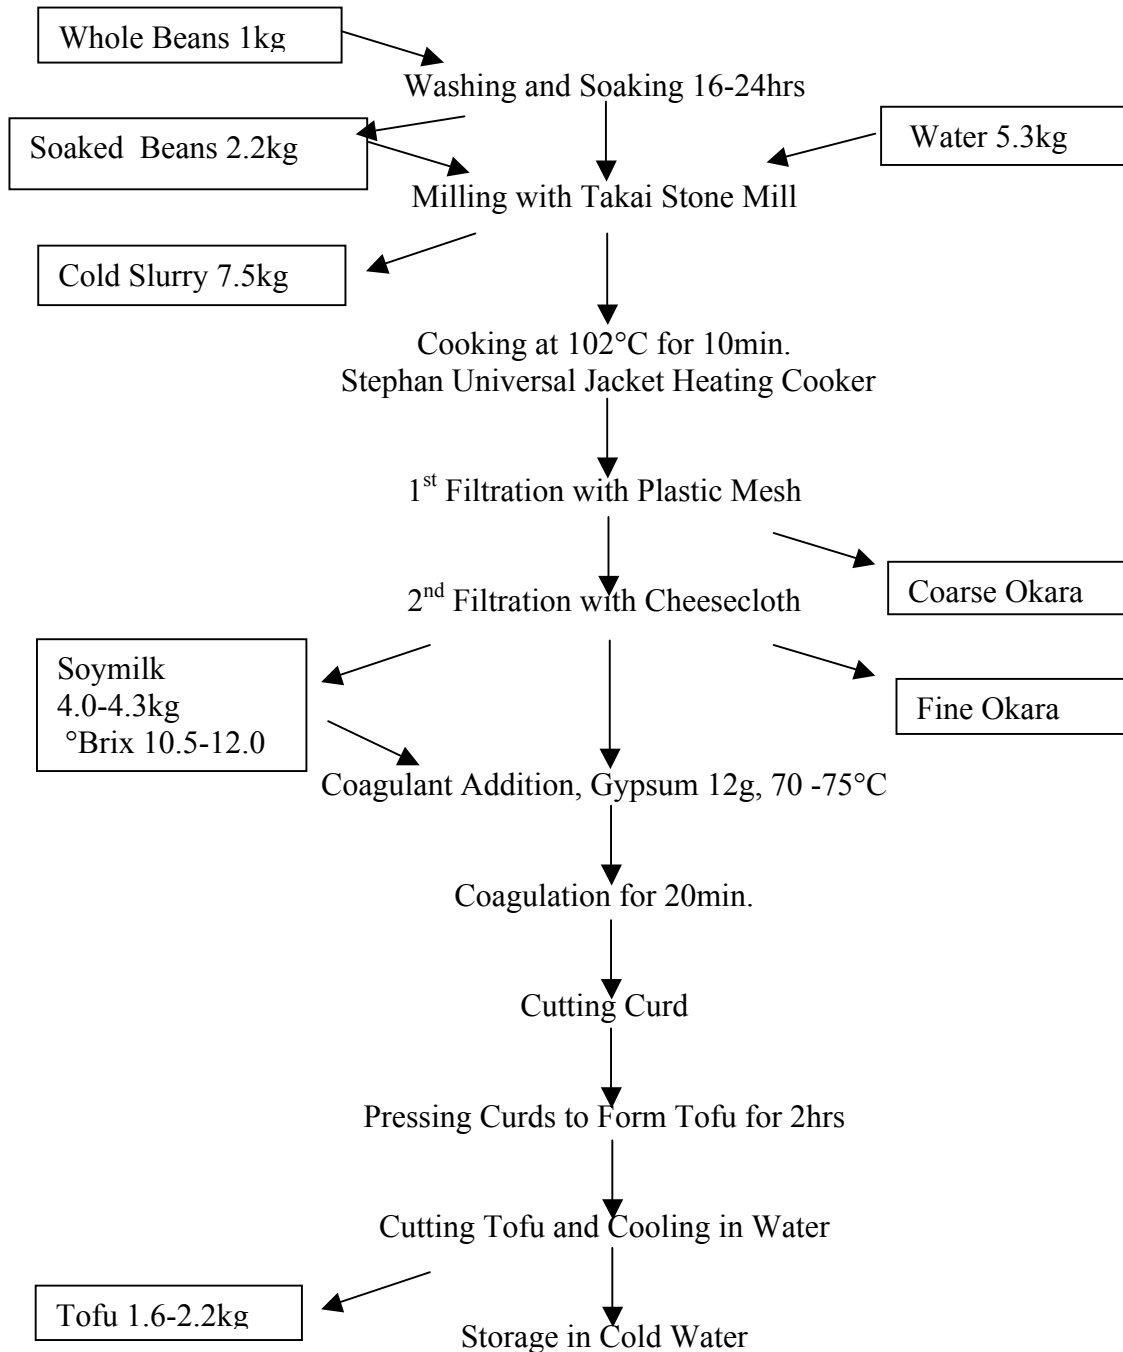 Whole Beans 1kg
Washing and Soaking 16-24hrs
Soaked Beans 2.2kg
Water 5.3kg
Milling with Takai Stone Mill
Cold Slurry 7.5kg
Cooking at 102°C for 10min.
Stephan Universal Jacket Heating Cooker
1st Filtration with Plastic Mesh
Coarse Okara
2nd Filtration with Cheesecloth
Soymilk
4.0-4.3kg
°Brix 10.5-12.0
Fine Okara
Coagulant Addition, Gypsum 12g, 70 -75°C
Coagulation for 20min.
Cutting Curd
Pressing Curds to Form Tofu for 2hrs
Cutting Tofu and Cooling in Water
Tofu 1.6-2.2kg
Storage in Cold Water